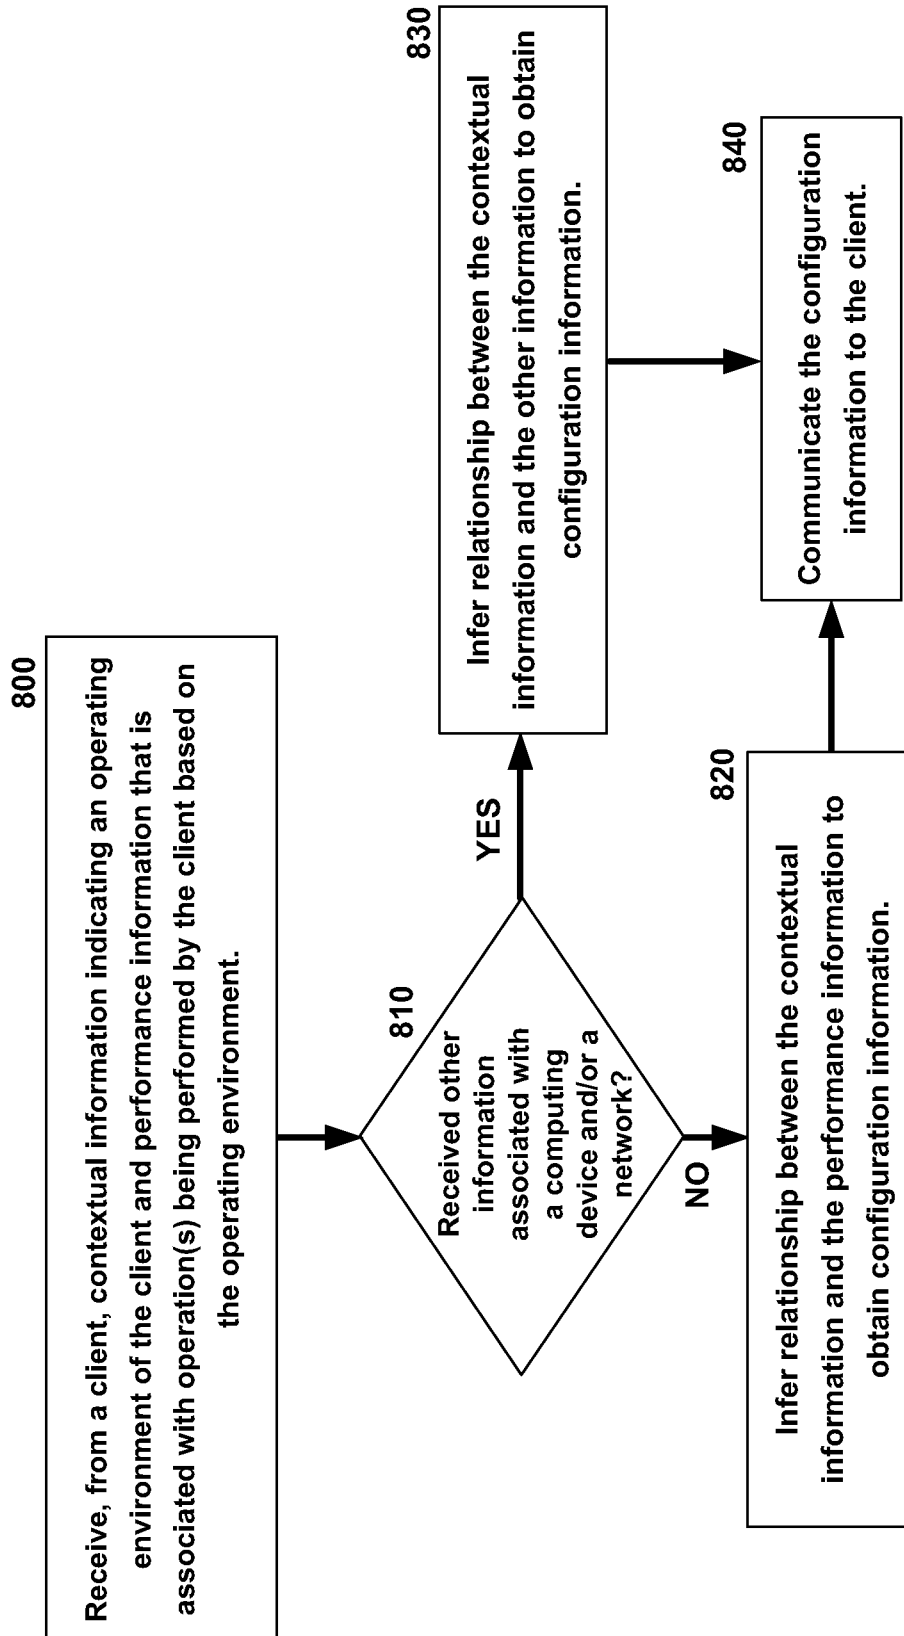 800
Receive, from a client, contextual information indicating an operating
environment of the client and performance information that is
associated with operation(s) being performed by the client based on
the operating environment.
810
Received other
information
associated with
a computing
device and/or a
network?
YES
830
Infer relationship between the contextual
information and the other information to obtain
configuration information.
NO
820
Infer relationship between the contextual
information and the performance information to
obtain configuration information.
840
Communicate the configuration
information to the client.